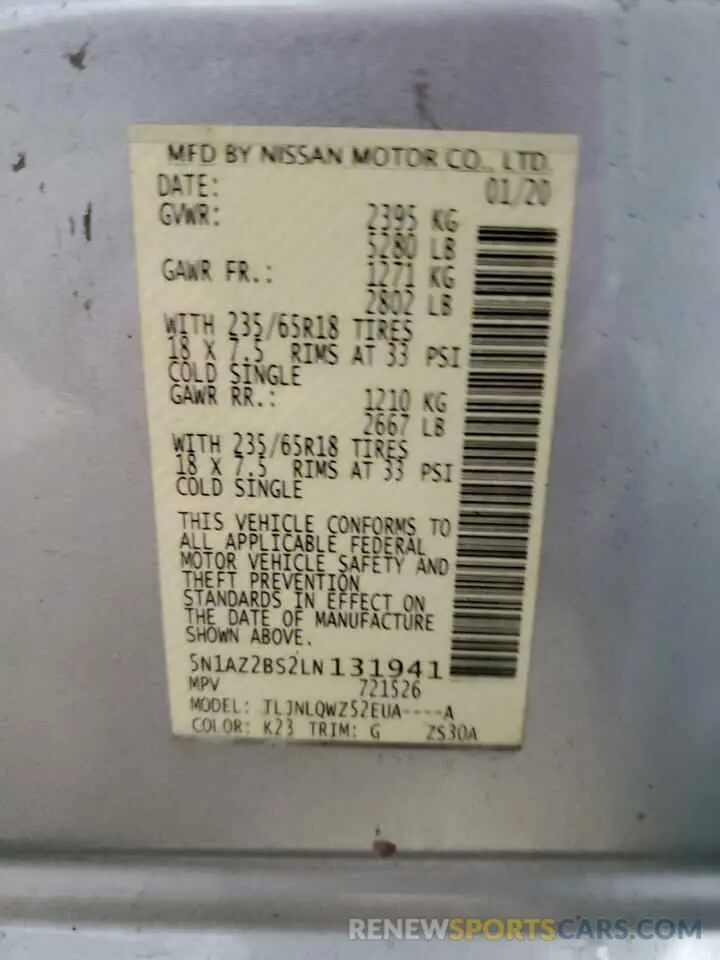 MFD BY NISSAN MOTOR CO., LTD.
DATE: 01/20
GVWR: 2395 KG
5280 LB
GAWR FR.: 1271 KG
2802 LB
WITH 235/65R18 TIRES
18 X 7.5 RIMS AT 33 PSI
COLD SINGLE
GAWR RR.: 1210 KG
2667 LB
WITH 235/65R18 TIRES
18 X 7.5 RIMS AT 33 PSI
COLD SINGLE
THIS VEHICLE CONFORMS TO
ALL APPLICABLE FEDERAL
MOTOR VEHICLE SAFETY AND
THEFT PREVENTION
STANDARDS IN EFFECT ON
THE DATE OF MANUFACTURE
SHOWN ABOVE.
5N1AZ2BS2LN131941
MPV 721526
MODEL: TLJNLQWZ52EUA----A
COLOR: K23 TRIM: G ZS30A
RENEWSPORTSCARS.COM